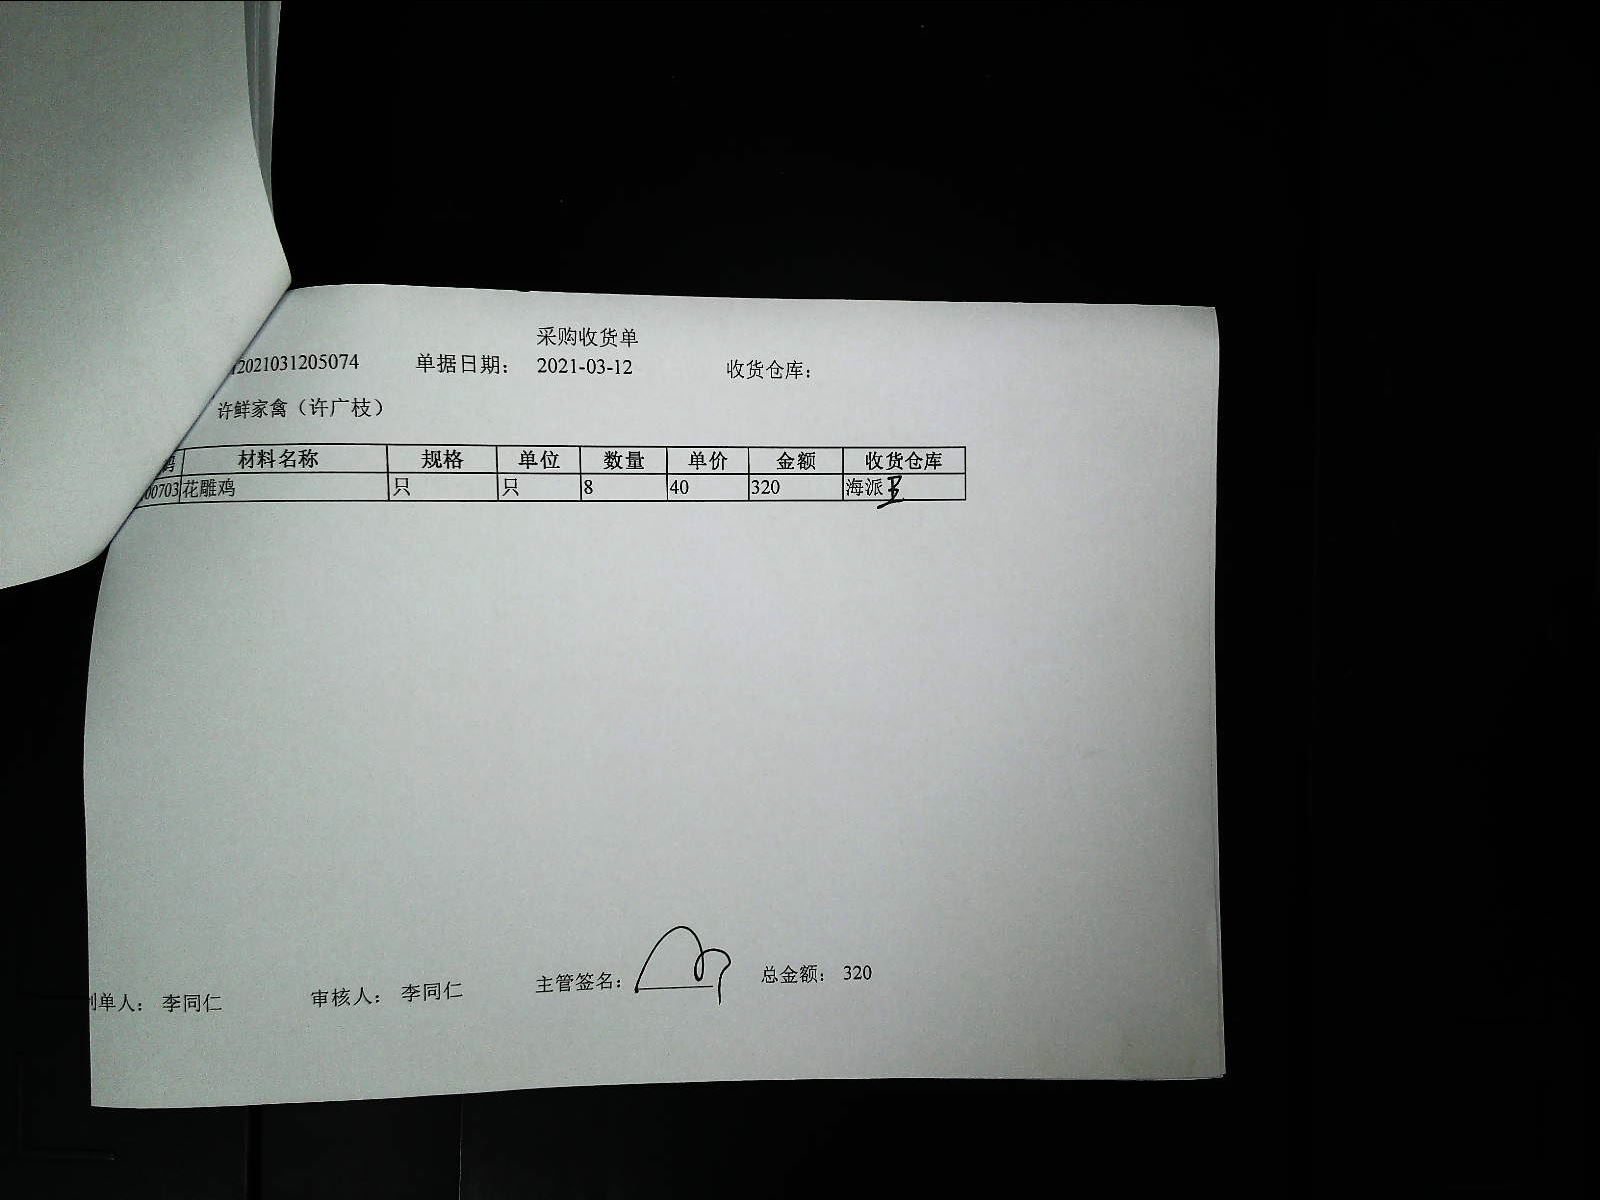 采购收货单
2021031205074 单据日期： 2021-03-12 收货仓库：
许鲜家禽（许广枝）
材料名称 规格 单位 数量 单价 金额 收货仓库
00703 花雕鸡 只 只 8 40 320 海派
制单人： 李同仁 审核人： 李同仁 主管签名： 总金额： 320